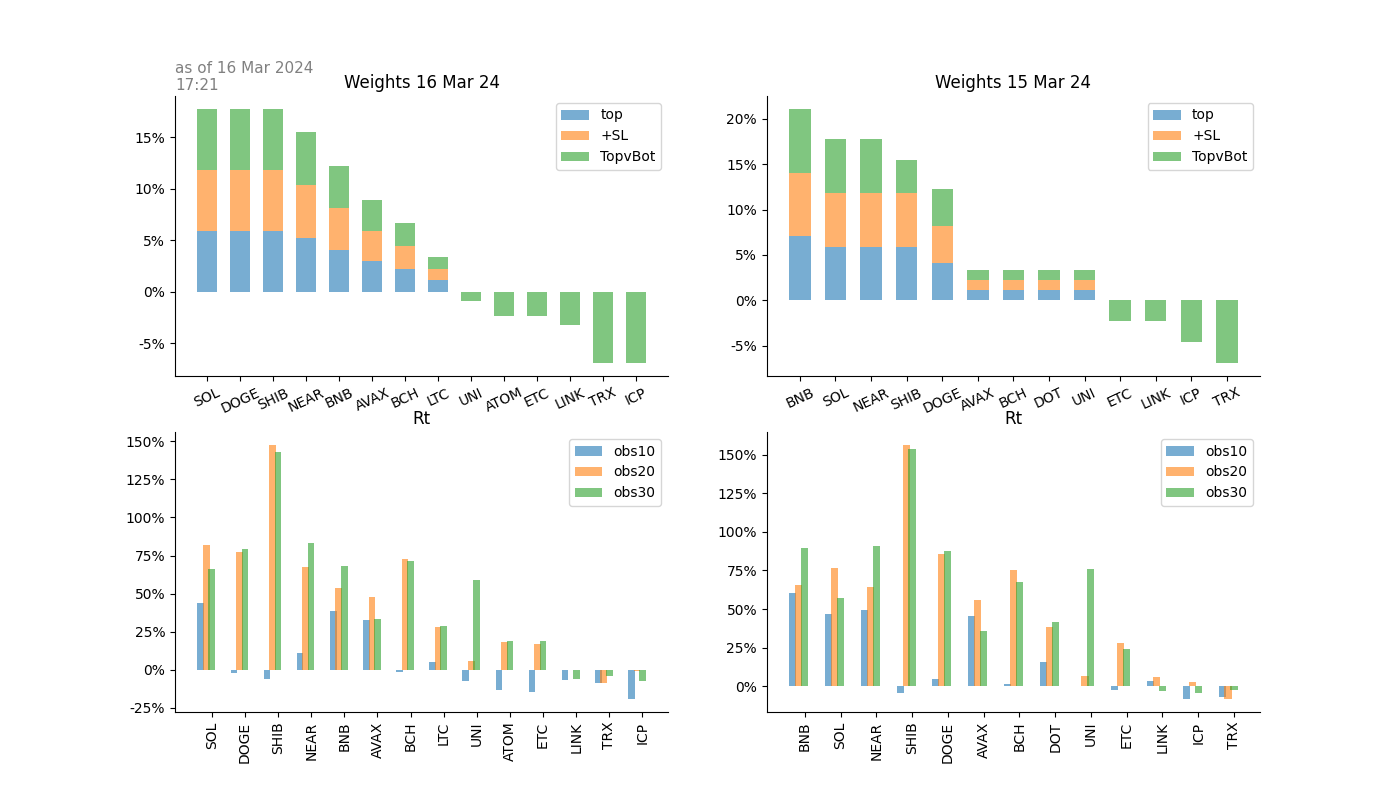 as of 16 Mar 2024
17:21
Weights 16 Mar 24
15%
10%
5%
0%
-5%
top
+SL
TopvBot
SOL DOGE SHIB NEAR BNB AVAX BCH LTC UNI ATOM ETC LINK TRX ICP
Weights 15 Mar 24
20%
15%
10%
5%
0%
-5%
top
+SL
TopvBot
BNB SOL NEAR SHIB DOGE AVAX BCH DOT UNI ETC LINK ICP TRX
Rt
150%
125%
100%
75%
50%
25%
0%
-25%
obs10
obs20
obs30
SOL DOGE SHIB NEAR BNB AVAX BCH LTC UNI ATOM ETC LINK TRX ICP
Rt
150%
125%
100%
75%
50%
25%
0%
obs10
obs20
obs30
BNB SOL NEAR SHIB DOGE AVAX BCH DOT UNI ETC LINK ICP TRX